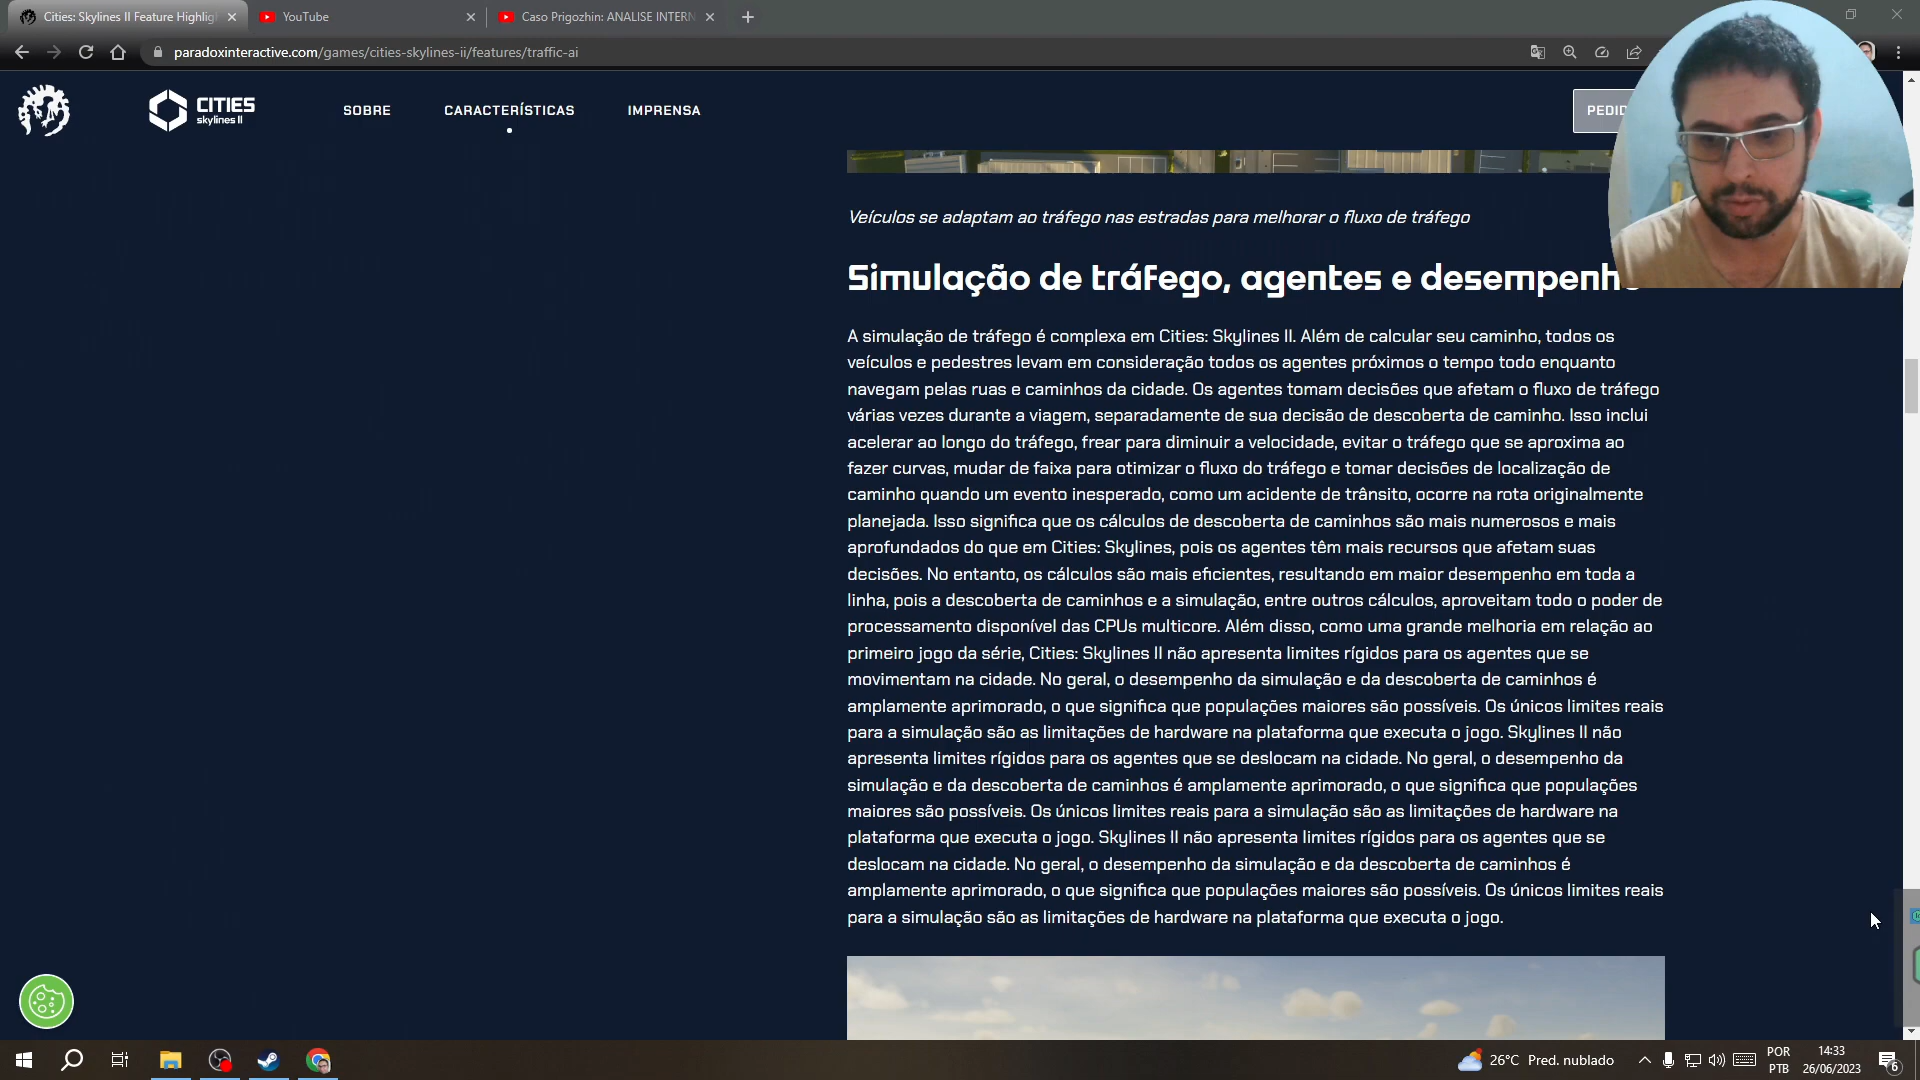 Cities: Skylines II Feature Highlig
YouTube
Caso Prigozhin: ANALISE INTERN
paradoxinteractive.com/games/cities-skylines-ii/features/traffic-ai
CITIES
skylines II
SOBRE
CARACTERÍSTICAS
IMPRENSA
Veículos se adaptam ao tráfego nas estradas para melhorar o fluxo de tráfego
Simulação de tráfego, agentes e desempenho
A simulação de tráfego é complexa em Cities: Skylines II. Além de calcular seu caminho, todos os
veículos e pedestres levam em consideração todos os agentes próximos o tempo todo enquanto
navegam pelas ruas e caminhos da cidade. Os agentes tomam decisões que afetam o fluxo de tráfego
várias vezes durante a viagem, separadamente de sua decisão de descoberta de caminho. Isso inclui
acelerar ao longo do tráfego, frear para diminuir a velocidade, evitar o tráfego que se aproxima ao
fazer curvas, mudar de faixa para otimizar o fluxo do tráfego e tomar decisões de localização de
caminho quando um evento inesperado, como um acidente de trânsito, ocorre na rota originalmente
planejada. Isso significa que os cálculos de descoberta de caminhos são mais numerosos e mais
aprofundados do que em Cities: Skylines, pois os agentes têm mais recursos que afetam suas
decisões. No entanto, os cálculos são mais eficientes, resultando em maior desempenho em toda a
linha, pois a descoberta de caminhos e a simulação, entre outros cálculos, aproveitam todo o poder de
processamento disponível das CPUs multicore. Além disso, como uma grande melhoria em relação ao
primeiro jogo da série, Cities: Skylines II não apresenta limites rígidos para os agentes que se
movimentam na cidade. No geral, o desempenho da simulação e da descoberta de caminhos é
amplamente aprimorado, o que significa que populações maiores são possíveis. Os únicos limites reais
para a simulação são as limitações de hardware na plataforma que executa o jogo. Skylines II não
apresenta limites rígidos para os agentes que se deslocam na cidade. No geral, o desempenho da
simulação e da descoberta de caminhos é amplamente aprimorado, o que significa que populações
maiores são possíveis. Os únicos limites reais para a simulação são as limitações de hardware na
plataforma que executa o jogo. Skylines II não apresenta limites rígidos para os agentes que se
deslocam na cidade. No geral, o desempenho da simulação e da descoberta de caminhos é
amplamente aprimorado, o que significa que populações maiores são possíveis. Os únicos limites reais
para a simulação são as limitações de hardware na plataforma que executa o jogo.
26°C Pred. nublado
POR
PTB
14:33
26/06/2023
6